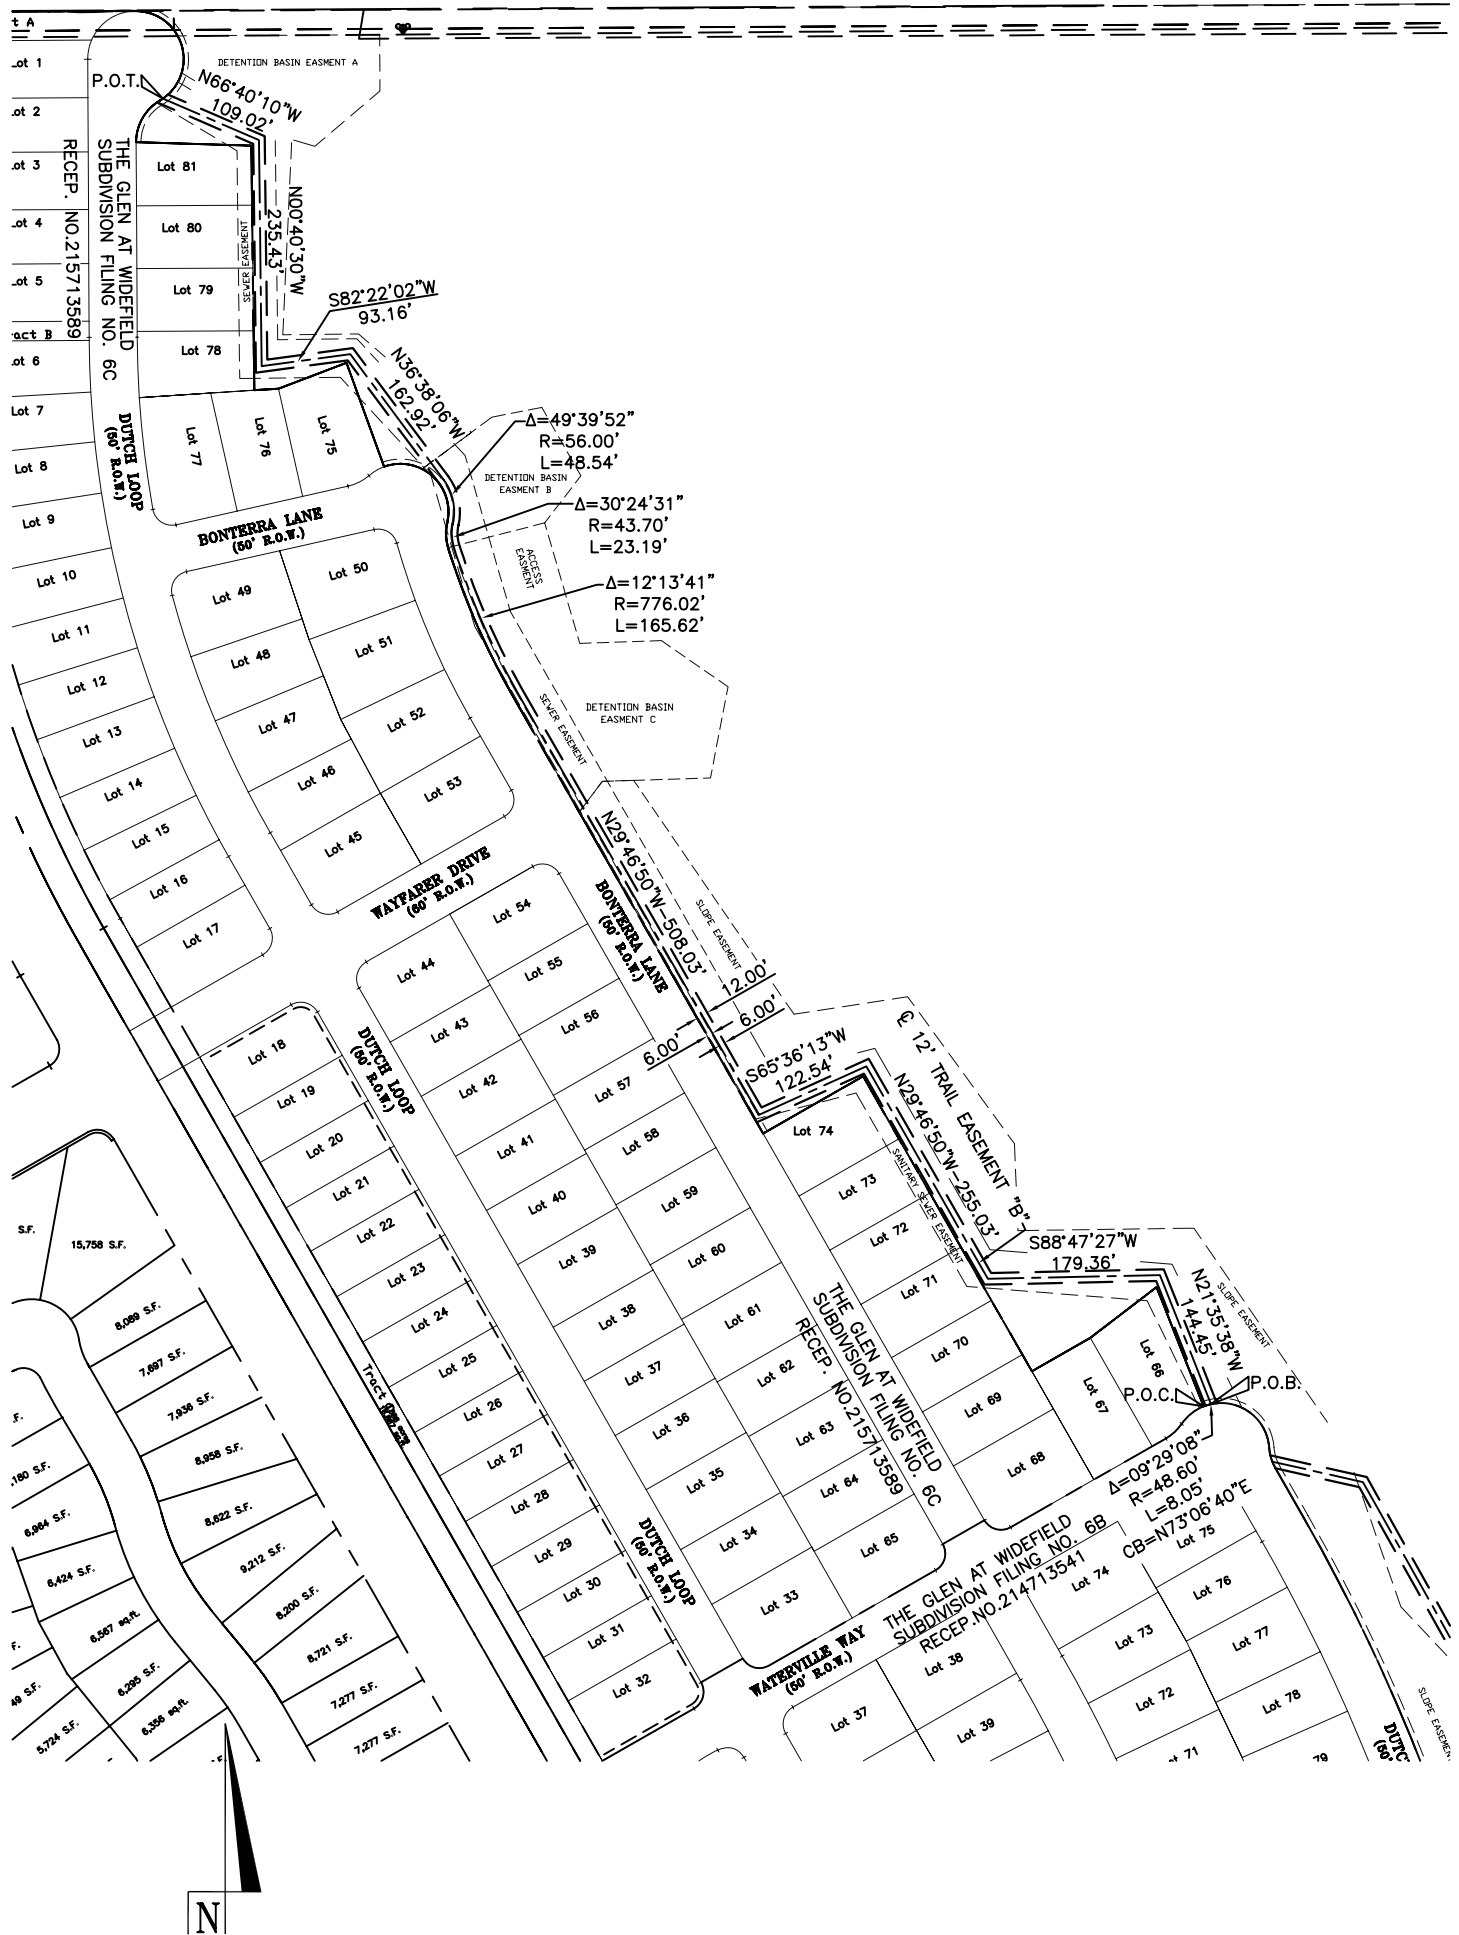 t A
Lot 1
Lot 2
Lot 3
Lot 4
Lot 5
ract B
Lot 6
Lot 7
Lot 8
Lot 9
Lot 10
Lot 11
Lot 12
Lot 13
Lot 14
Lot 15
Lot 16
Lot 17
P.O.T.
DETENTION BASIN EASMENT A
N66°40'10"W
109.02'
THE GLEN AT WIDEFIELD
SUBDIVISION FILING NO. 6C
RECEP. NO.215713589
Lot 81
Lot 80
Lot 79
Lot 78
SEWER EASEMENT
N00°40'30"W
235.43'
S82°22'02"W
93.16'
N36°38'06"W
162.92'
Lot 77
Lot 76
Lot 75
DUTCH LOOP
(50' R.O.W.)
BONTERRA LANE
(50' R.O.W.)
Δ=49°39'52"
R=56.00'
L=48.54'
DETENTION BASIN
EASMENT B
Δ=30°24'31"
R=43.70'
L=23.19'
ACCESS
EASMENT
Δ=12°13'41"
R=776.02'
L=165.62'
Lot 49
Lot 50
Lot 48
Lot 51
Lot 47
Lot 52
Lot 46
Lot 53
Lot 45
SEWER EASEMENT
DETENTION BASIN
EASMENT C
WAYFARER DRIVE
(60' R.O.W.)
BONTERRA LANE
(50' R.O.W.)
N29°46'50"W-508.03'
SLOPE EASEMENT
12.00'
6.00'
6.00'
Lot 54
Lot 44
Lot 55
Lot 43
Lot 56
Lot 42
Lot 57
Lot 41
Lot 58
Lot 40
Lot 59
Lot 39
Lot 60
Lot 38
Lot 61
Lot 37
Lot 62
Lot 36
Lot 63
Lot 35
Lot 64
Lot 34
Lot 65
Lot 33
DUTCH LOOP
(50' R.O.W.)
Lot 18
Lot 19
Lot 20
Lot 21
Lot 22
Lot 23
Lot 24
Lot 25
Lot 26
Lot 27
Lot 28
Lot 29
Lot 30
Lot 31
Lot 32
Tract
DUTCH LOOP
(50' R.O.W.)
S65°36'13"W
122.54'
℄ 12' TRAIL EASEMENT "B"
N29°46'50"W-255.03'
SANITARY SEWER EASEMENT
Lot 74
Lot 73
Lot 72
Lot 71
Lot 70
Lot 69
Lot 68
Lot 67
Lot 66
THE GLEN AT WIDEFIELD
SUBDIVISION FILING NO. 6C
RECEP. NO.215713589
S88°47'27"W
179.36'
N21°35'38"W
144.45'
SLOPE EASEMENT
P.O.C.
P.O.B.
Δ=09°29'08"
R=48.60'
L=8.05'
CB=N73°06'40"E
WATERVILLE WAY
(50' R.O.W.)
THE GLEN AT WIDEFIELD
SUBDIVISION FILING NO. 6B
RECEP.NO.214713541
Lot 75
Lot 74
Lot 76
Lot 73
Lot 77
Lot 72
Lot 78
ot 71
79
Lot 38
Lot 37
Lot 39
SLOPE EASEMEN
DUTC
(50'
S.F.
15,758 S.F.
8,089 S.F.
7,697 S.F.
7,936 S.F.
8,958 S.F.
8,622 S.F.
9,212 S.F.
8,200 S.F.
8,721 S.F.
7,277 S.F.
7,277 S.F.
F.
,180 S.F.
6,964 S.F.
6,424 S.F.
6,567 sq.ft.
F.
6,295 S.F.
49 S.F.
6,356 sq.ft.
5,724 S.F.
N